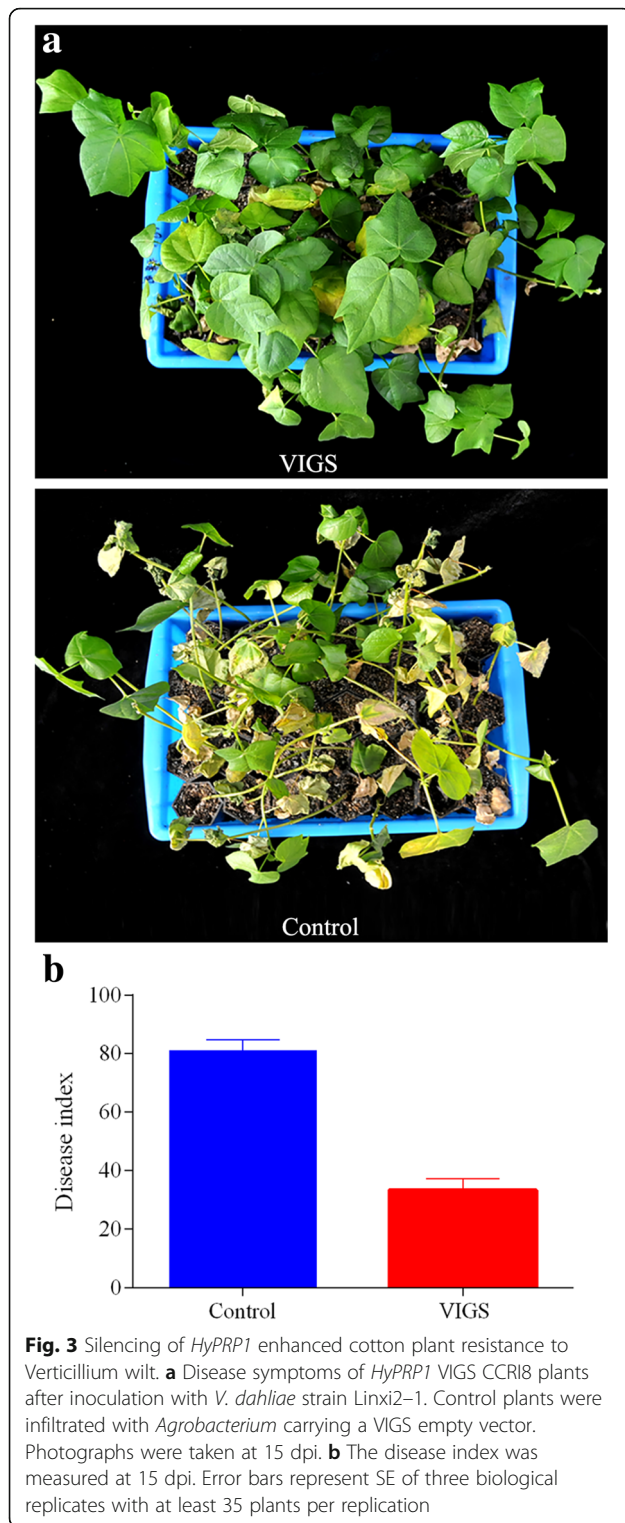 a
VIGS
Control
b
100
80
60
40
20
0
Disease index
Control
VIGS
Fig. 3 Silencing of HyPRP1 enhanced cotton plant resistance to
Verticillium wilt. a Disease symptoms of HyPRP1 VIGS CCRI8 plants
after inoculation with V. dahliae strain Linxi2–1. Control plants were
infiltrated with Agrobacterium carrying a VIGS empty vector.
Photographs were taken at 15 dpi. b The disease index was
measured at 15 dpi. Error bars represent SE of three biological
replicates with at least 35 plants per replication